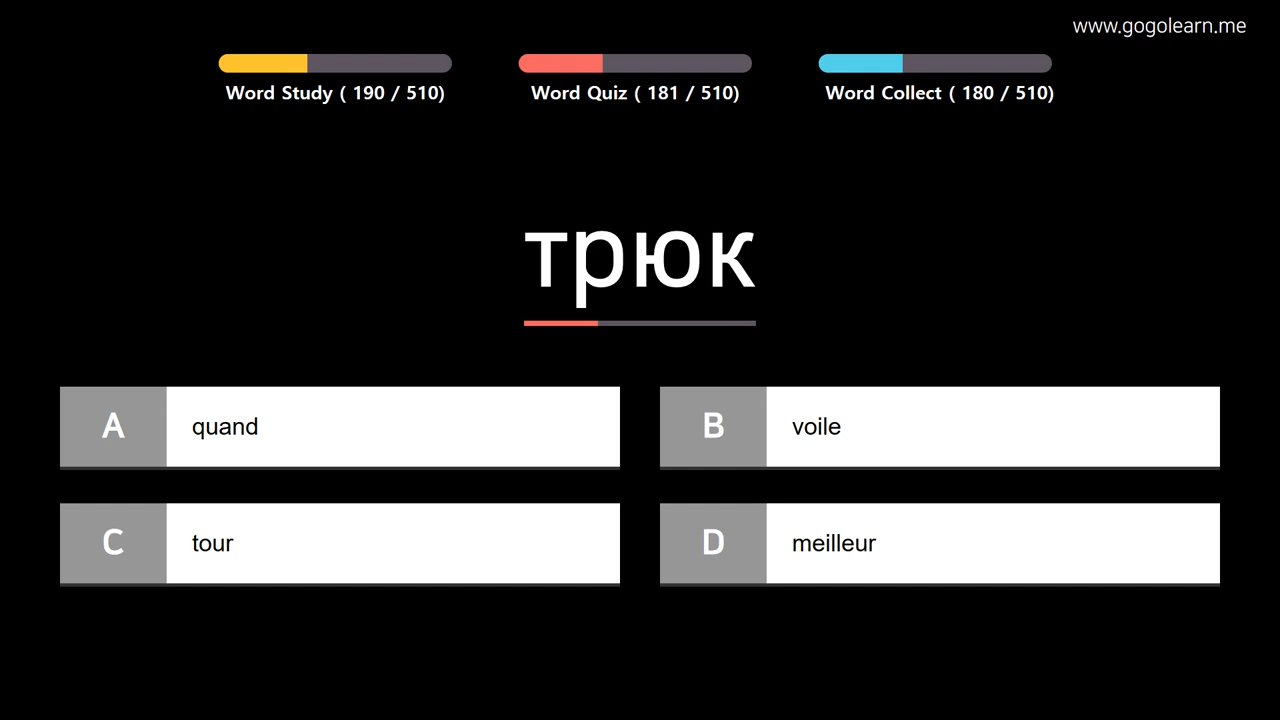 www.gogolearn.me
Word Study ( 190 / 510)
Word Quiz ( 181 / 510)
Word Collect ( 180 / 510)
трюк
A quand
B voile
C tour
D meilleur